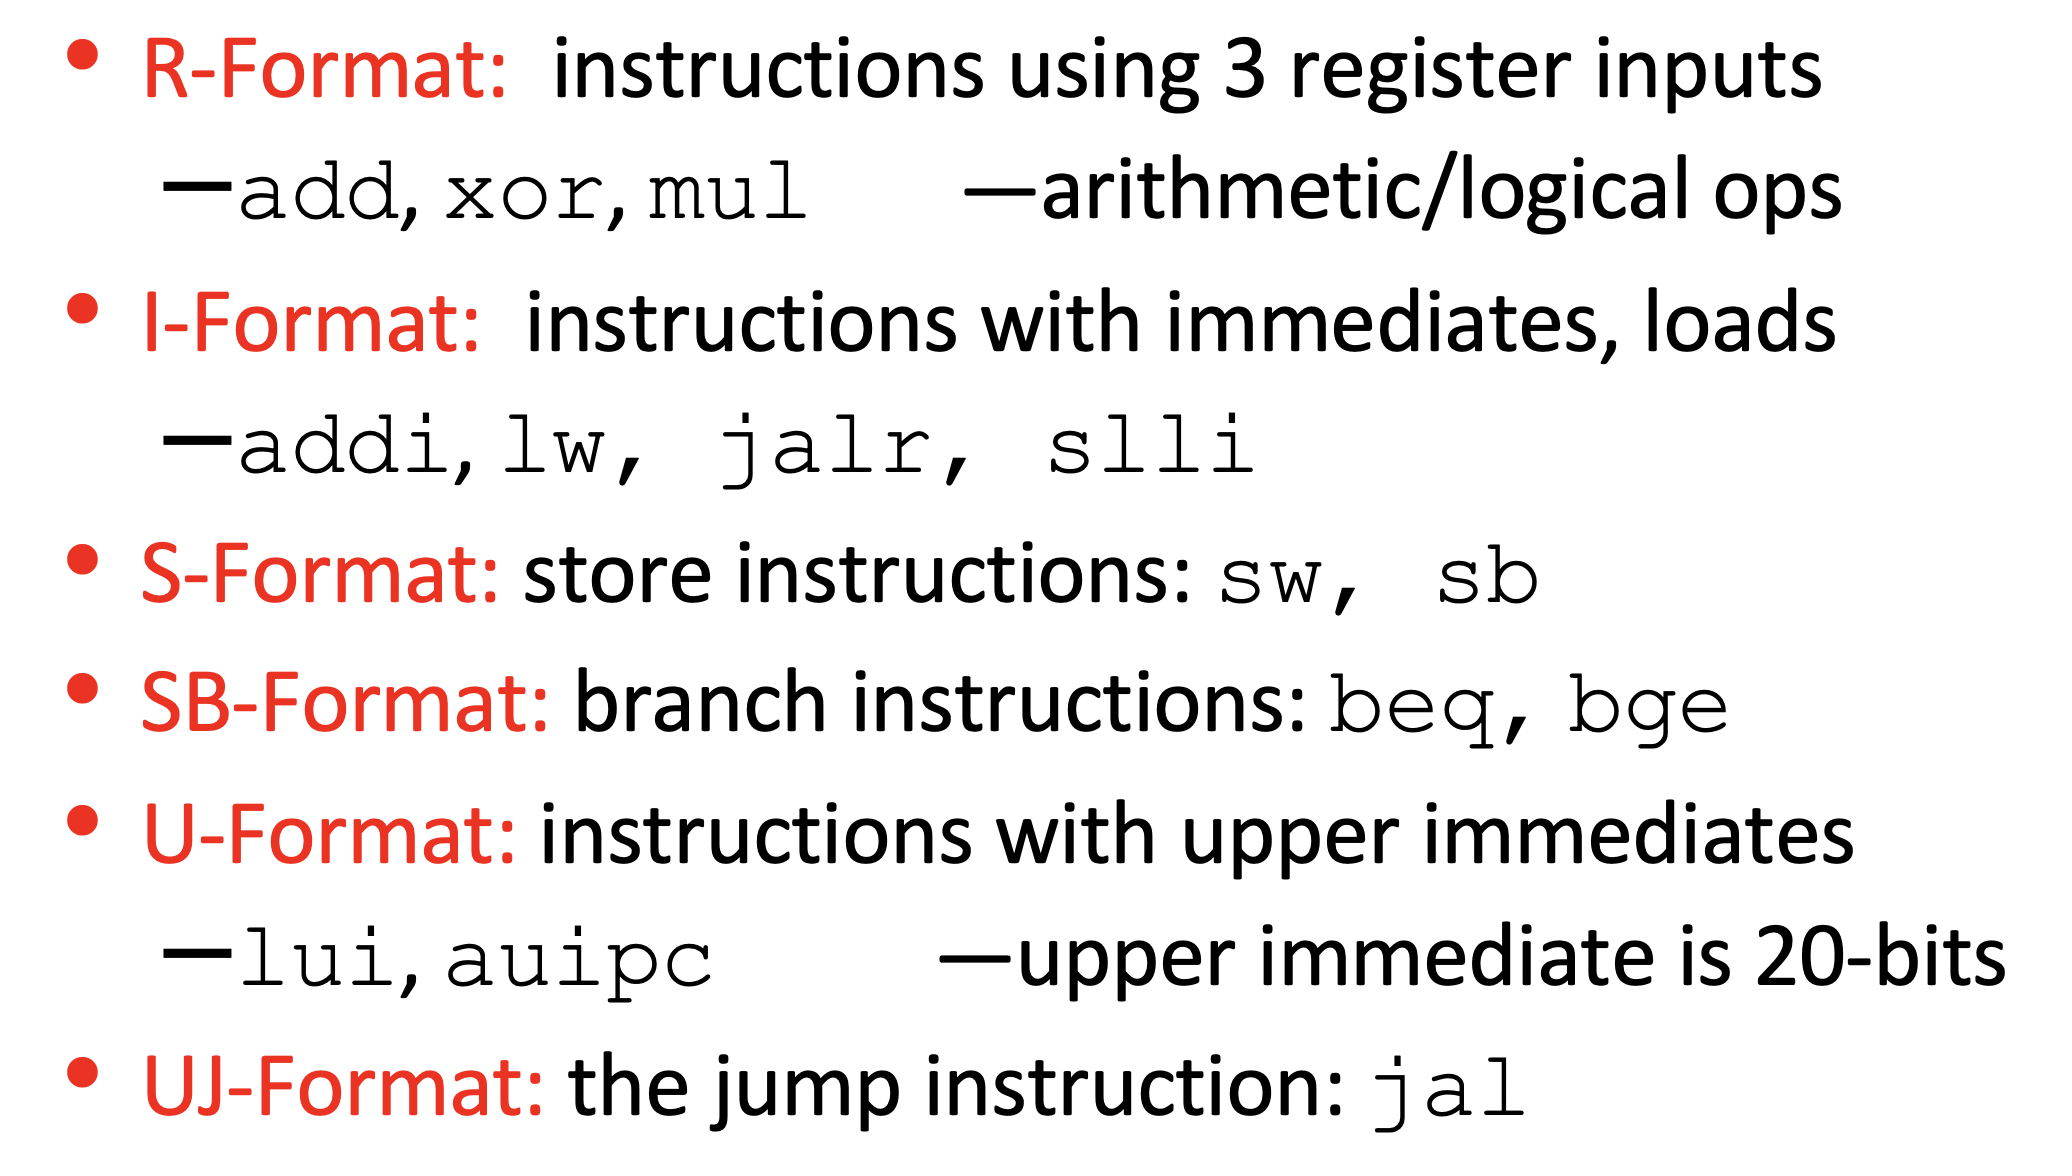 • R-Format: instructions using 3 register inputs
—add, xor, mul —arithmetic/logical ops
• I-Format: instructions with immediates, loads
—addi, lw, jalr, slli
• S-Format: store instructions: sw, sb
• SB-Format: branch instructions: beq, bge
• U-Format: instructions with upper immediates
—lui, auipc —upper immediate is 20-bits
• UJ-Format: the jump instruction: jal